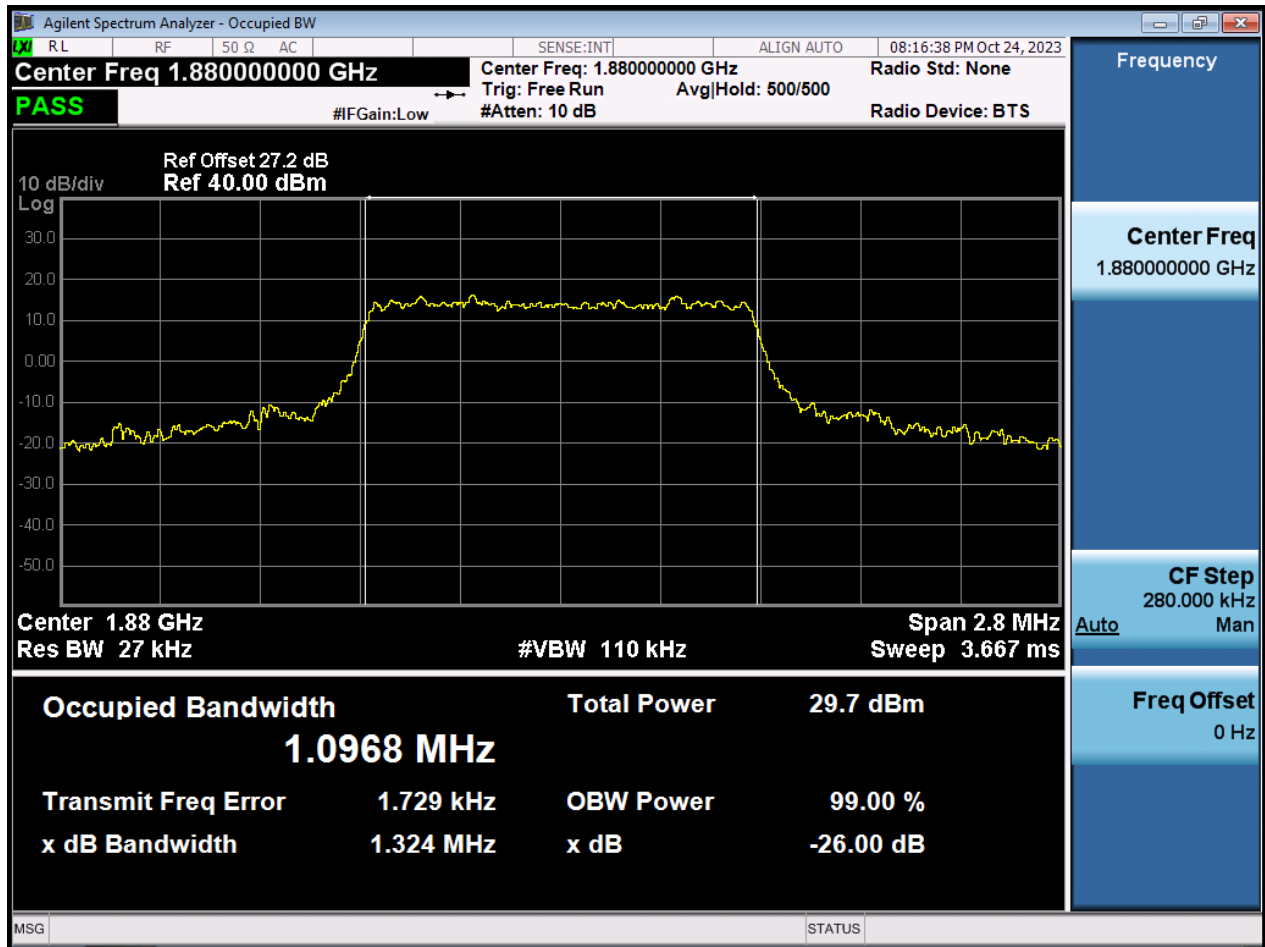 Agilent Spectrum Analyzer - Occupied BW
LXI RL RF 50 Ω AC SENSE:INT ALIGN AUTO 08:16:38 PM Oct 24, 2023
Center Freq 1.880000000 GHz
PASS
#IFGain:Low
Center Freq: 1.880000000 GHz
Trig: Free Run Avg|Hold: 500/500
#Atten: 10 dB
Radio Std: None
Radio Device: BTS
Ref Offset 27.2 dB
10 dB/div Ref 40.00 dBm
Log
30.0
20.0
10.0
0.00
-10.0
-20.0
-30.0
-40.0
-50.0
Center 1.88 GHz Span 2.8 MHz
Res BW 27 kHz #VBW 110 kHz Sweep 3.667 ms
Occupied Bandwidth Total Power 29.7 dBm
1.0968 MHz
Transmit Freq Error 1.729 kHz OBW Power 99.00 %
x dB Bandwidth 1.324 MHz x dB -26.00 dB
MSG STATUS
Frequency
Center Freq
1.880000000 GHz
CF Step
280.000 kHz
Auto Man
Freq Offset
0 Hz